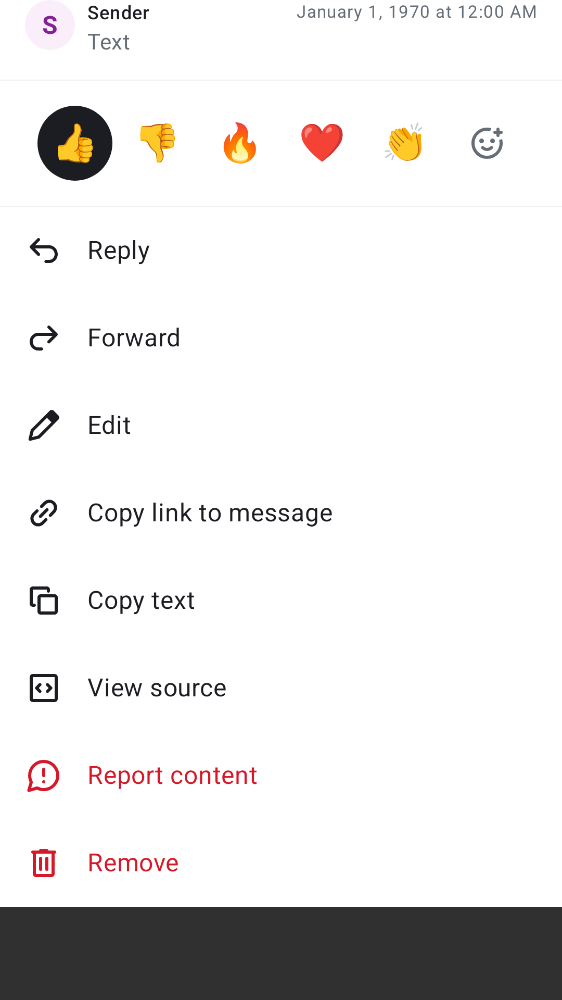 S
Sender
January 1, 1970 at 12:00 AM
Text
Reply
Forward
Edit
Copy link to message
Copy text
View source
Report content
Remove